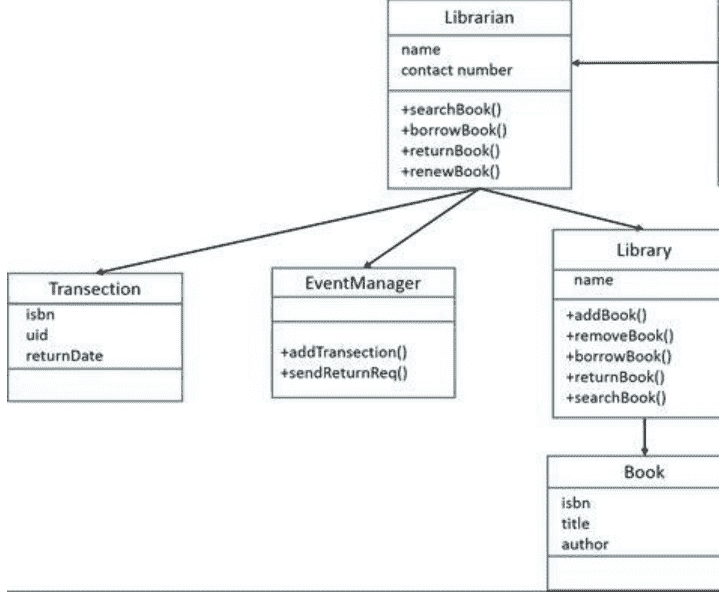 Librarian
name
contact number
+searchBook()
+borrowBook()
+returnBook()
+renewBook()
Transection
isbn
uid
returnDate
EventManager
+addTransection()
+sendReturnReq()
Library
name
+addBook()
+removeBook()
+borrowBook()
+returnBook()
+searchBook()
Book
isbn
title
author